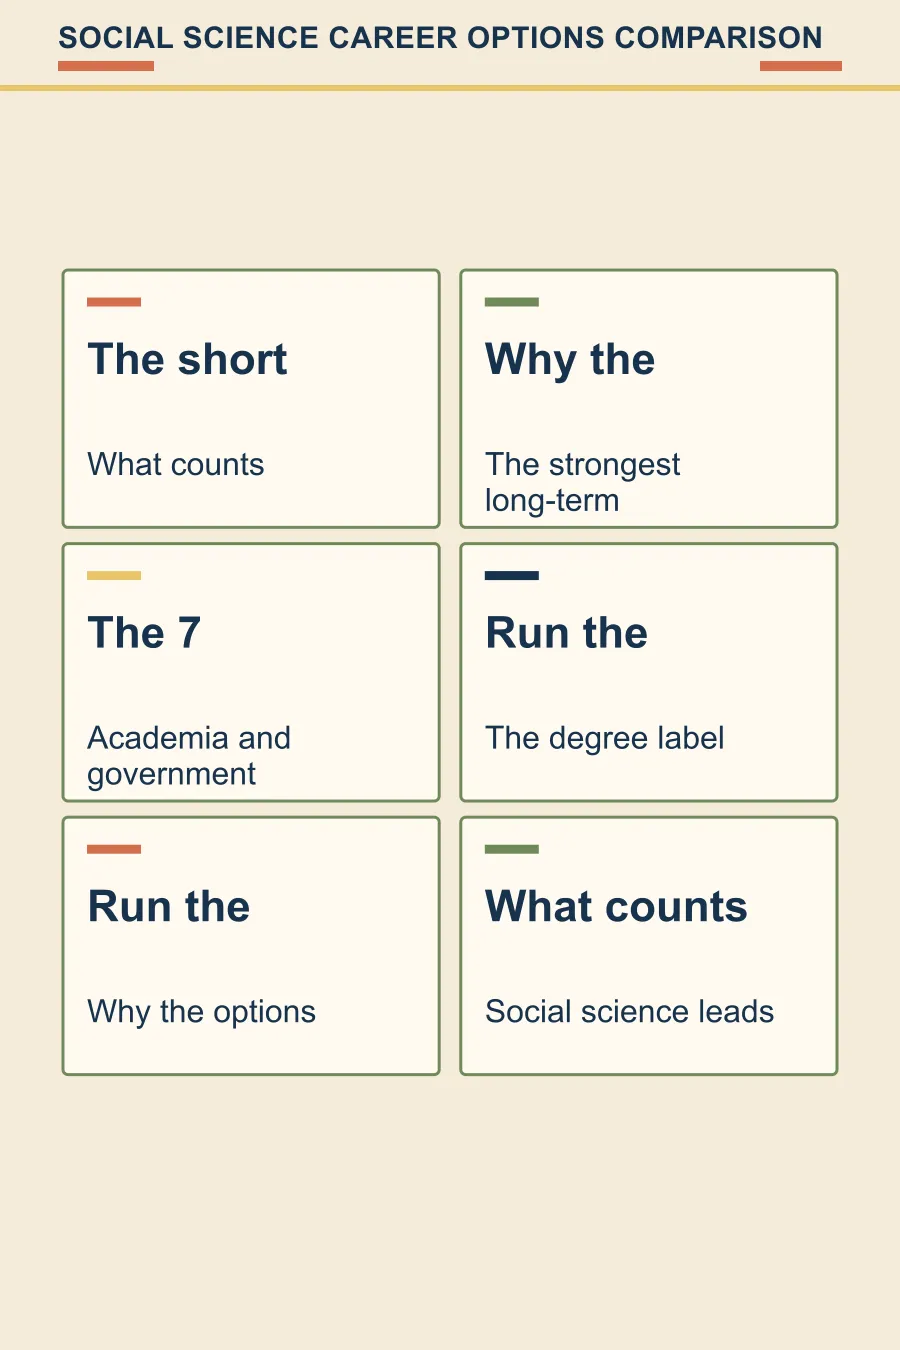 SOCIAL SCIENCE CAREER OPTIONS COMPARISON
The short
What counts
Why the
The strongest
long-term
The 7
Academia and
government
Run the
The degree label
Run the
Why the options
What counts
Social science leads